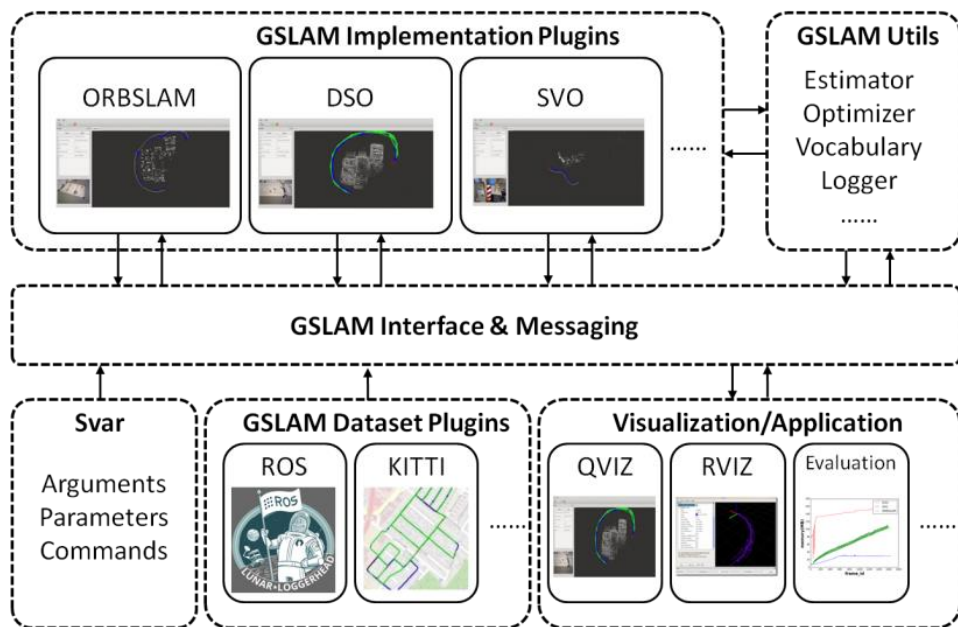 GSLAM Implementation Plugins
ORBSLAM
DSO
SVO
......
GSLAM Utils
Estimator
Optimizer
Vocabulary
Logger
......
GSLAM Interface & Messaging
Svar
Arguments
Parameters
Commands
GSLAM Dataset Plugins
ROS
KITTI
......
ROS
LUNAR•LOGGERHEAD
Visualization/Application
QVIZ
RVIZ
Evaluation
......
frame_id